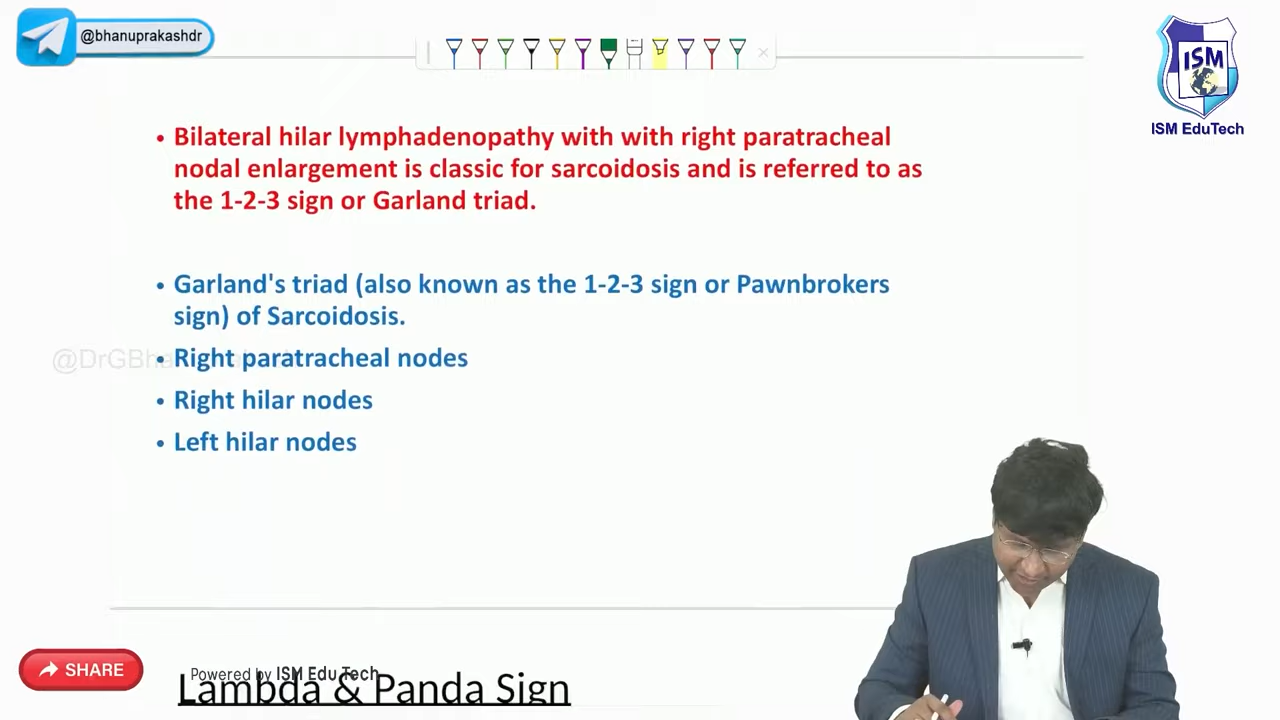 @bhanuprakashdr
ISM
ISM EduTech
• Bilateral hilar lymphadenopathy with with right paratracheal
nodal enlargement is classic for sarcoidosis and is referred to as
the 1-2-3 sign or Garland triad.
• Garland's triad (also known as the 1-2-3 sign or Pawnbrokers
sign) of Sarcoidosis.
@DrGBha
• Right paratracheal nodes
• Right hilar nodes
• Left hilar nodes
SHARE
Powered by ISM Edu Tech
Lambda & Panda Sign